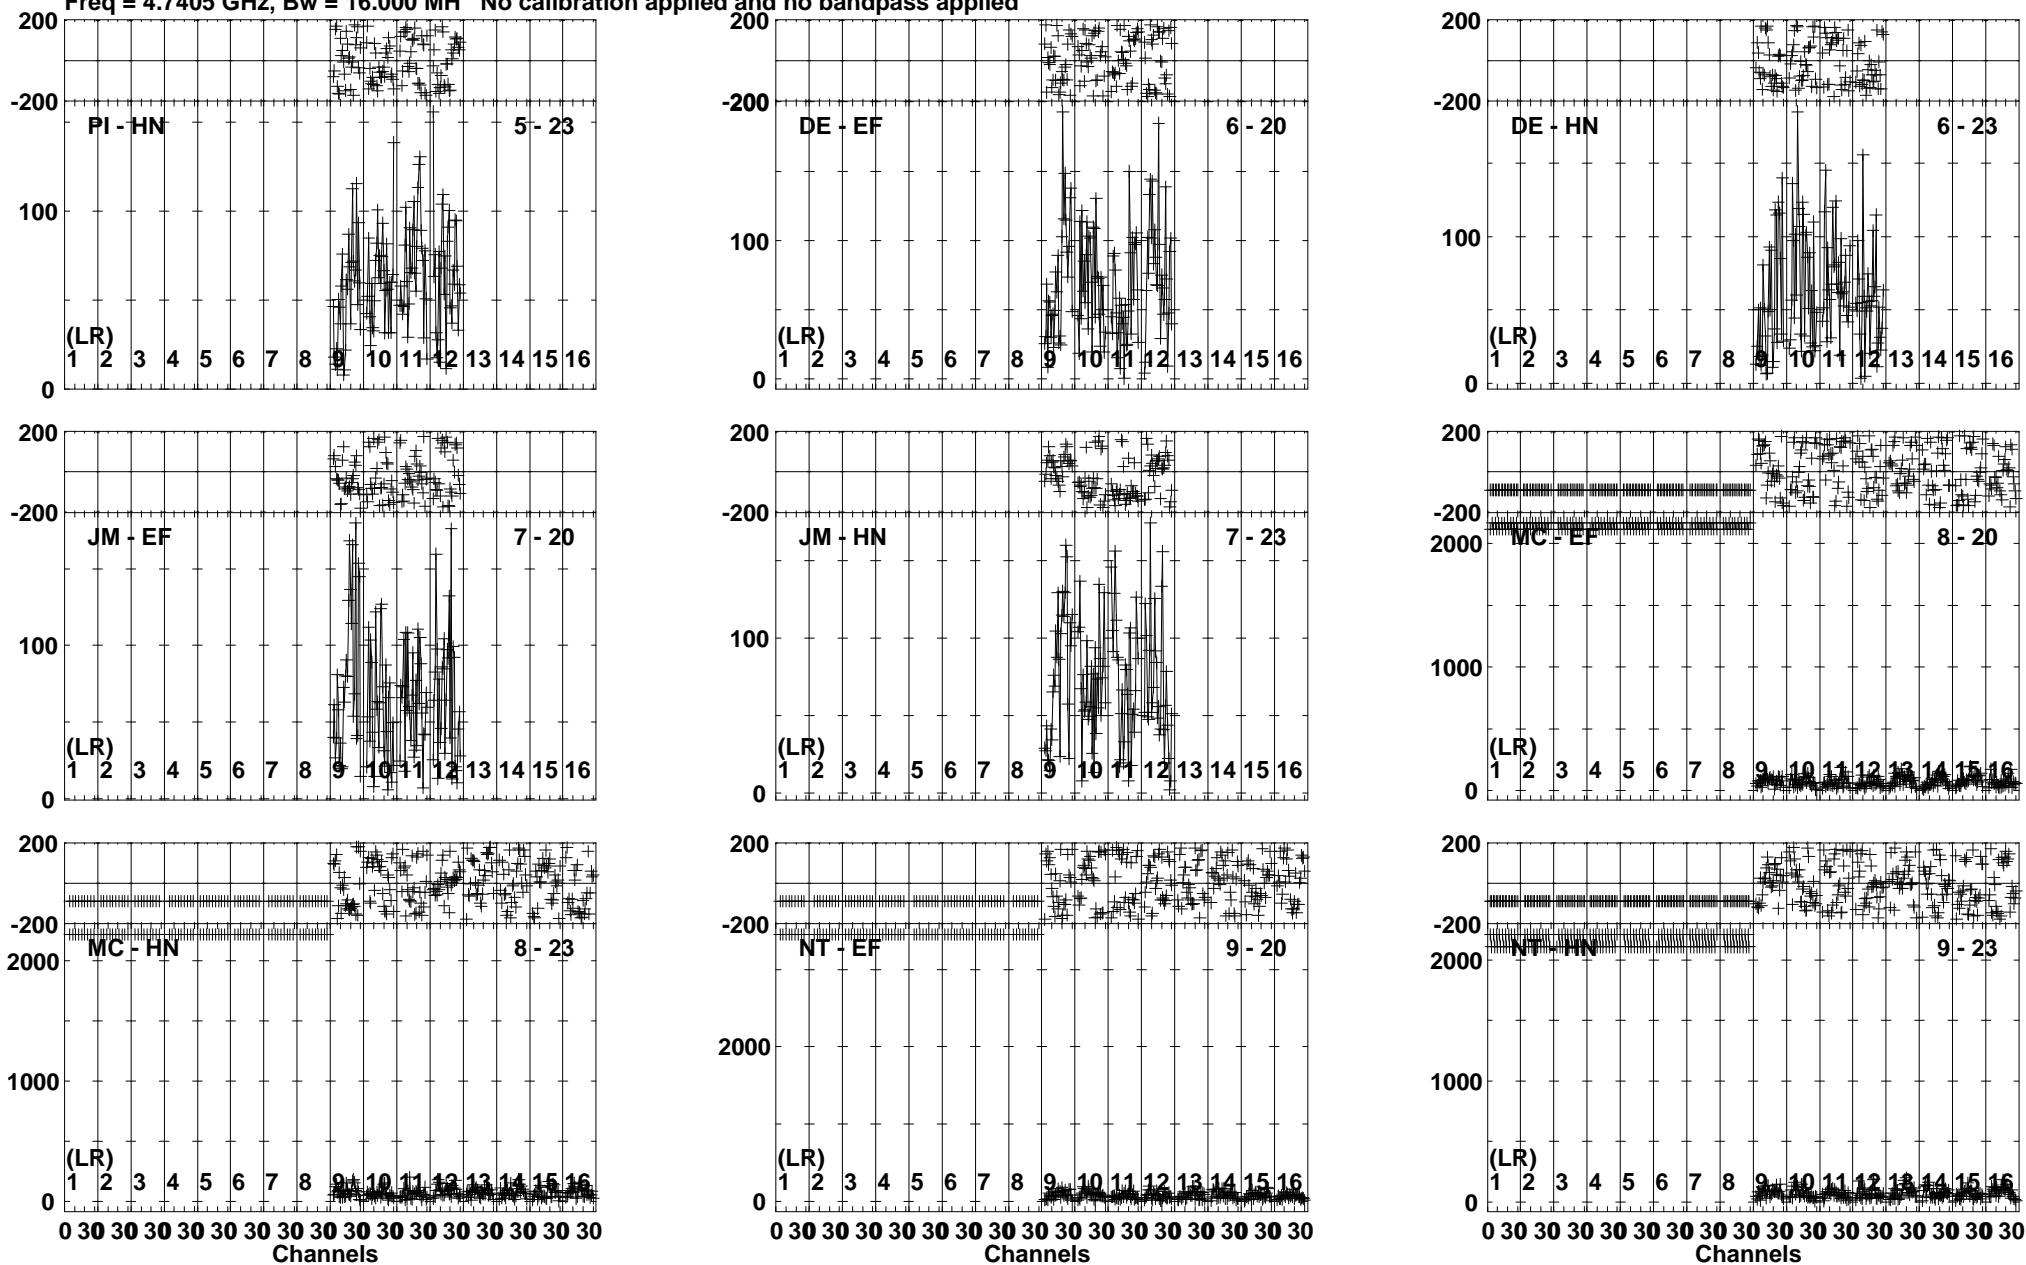 Freq = 4.7405 GHz, Bw = 16.000 MH No calibration applied and no bandpass applied
200 200 200
-200 -200 -200
PI - HN 5 - 23 DE - EF 6 - 20 DE - HN 6 - 23
100 100 100
(LR) (LR) (LR)
1 2 3 4 5 6 7 8 9 10 11 12 13 14 15 16 1 2 3 4 5 6 7 8 9 10 11 12 13 14 15 16 1 2 3 4 5 6 7 8 9 10 11 12 13 14 15 16
0 0 0
200 200 200
-200 -200 -200
JM - EF 7 - 20 JM - HN 7 - 23 MC - EF 8 - 20
2000
100 100 1000
(LR) (LR) (LR)
1 2 3 4 5 6 7 8 9 10 11 12 13 14 15 16 1 2 3 4 5 6 7 8 9 10 11 12 13 14 15 16 1 2 3 4 5 6 7 8 9 10 11 12 13 14 15 16
0 0 0
200 200 200
-200 -200 -200
MC - HN 8 - 23 NT - EF 9 - 20 NT - HN 9 - 23
2000 2000
2000
1000 1000
(LR) (LR) (LR)
1 2 3 4 5 6 7 8 9 10 11 12 13 14 15 16 1 2 3 4 5 6 7 8 9 10 11 12 13 14 15 16 1 2 3 4 5 6 7 8 9 10 11 12 13 14 15 16
0 0 0
0 30 30 30 30 30 30 30 30 30 30 30 30 30 30 30 30 0 30 30 30 30 30 30 30 30 30 30 30 30 30 30 30 30 0 30 30 30 30 30 30 30 30 30 30 30 30 30 30 30 30
Channels Channels Channels